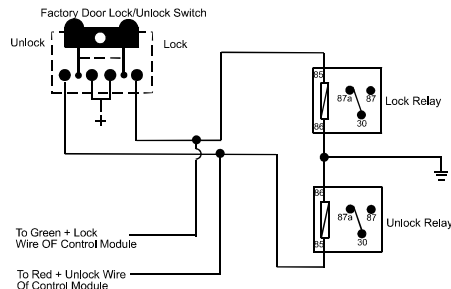 Factory Door Lock/Unlock Switch
Unlock
Lock
+
85
87a
87
30
86
Lock Relay
86
87a
87
30
85
Unlock Relay
To Green + Lock
Wire OF Control Module
To Red + Unlock Wire
Of Control Module